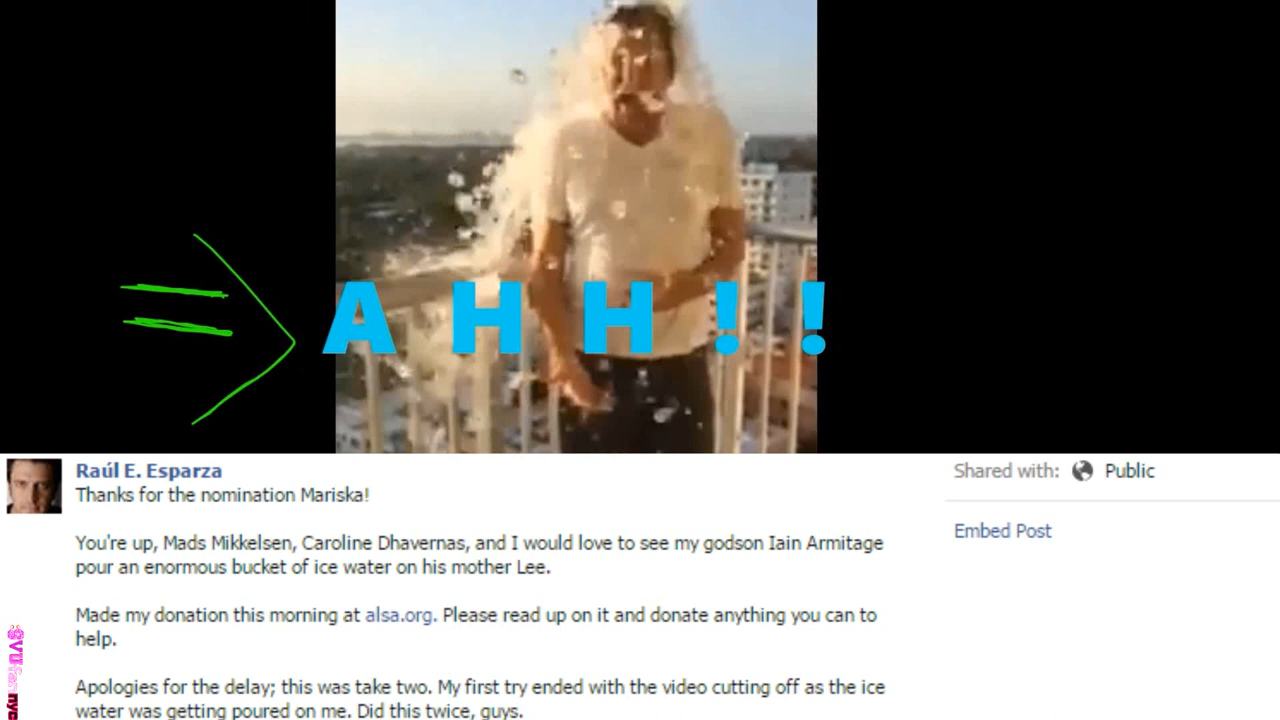 A H H ! !
Raúl E. Esparza
Thanks for the nomination Mariska!
You're up, Mads Mikkelsen, Caroline Dhavernas, and I would love to see my godson Iain Armitage
pour an enormous bucket of ice water on his mother Lee.
Made my donation this morning at alsa.org. Please read up on it and donate anything you can to
help.
Apologies for the delay; this was take two. My first try ended with the video cutting off as the ice
water was getting poured on me. Did this twice, guys.
Shared with: Public
Embed Post
SVUfan.nyc